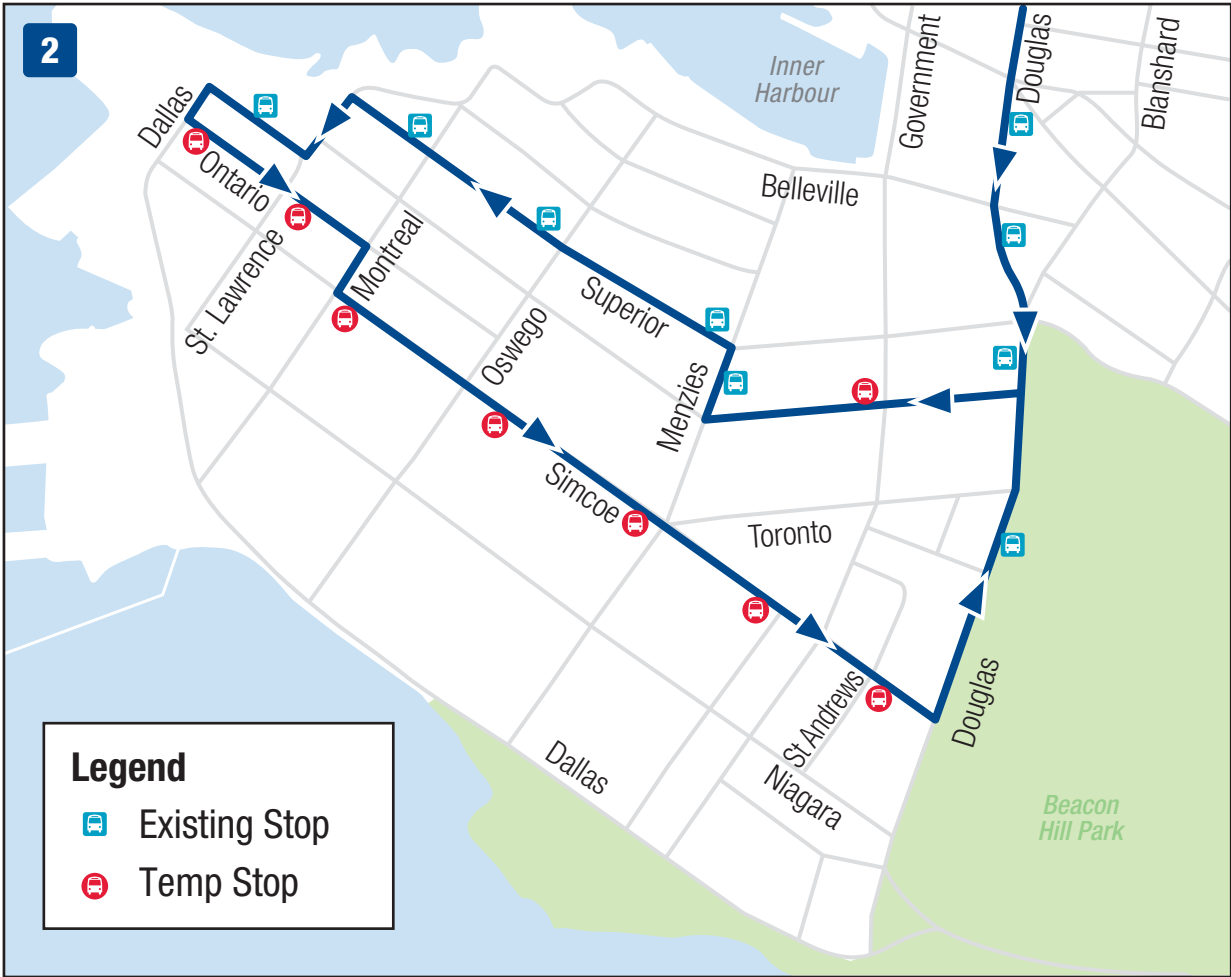 2
Inner
Harbour
Government
Douglas
Blanshard
Dallas
Ontario
St. Lawrence
Montreal
Belleville
Superior
Oswego
Menzies
Simcoe
Toronto
St Andrews
Douglas
Niagara
Dallas
Beacon
Hill Park
Legend
Existing Stop
Temp Stop